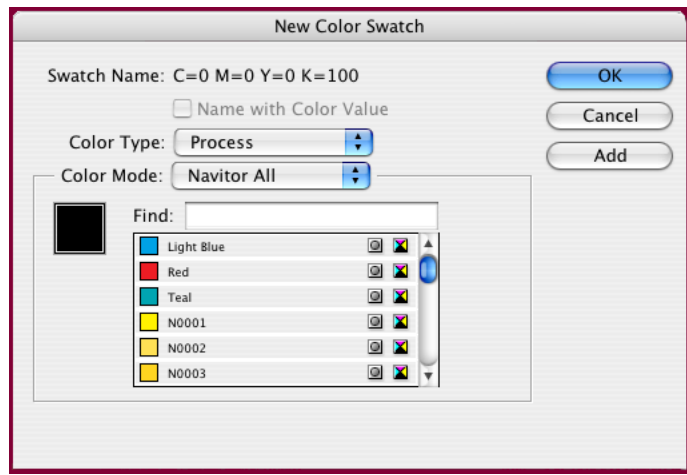 New Color Swatch
Swatch Name: C=0 M=0 Y=0 K=100
OK
Name with Color Value
Cancel
Color Type: Process
Add
Color Mode: Navitor All
Find:
Light Blue
Red
Teal
N0001
N0002
N0003